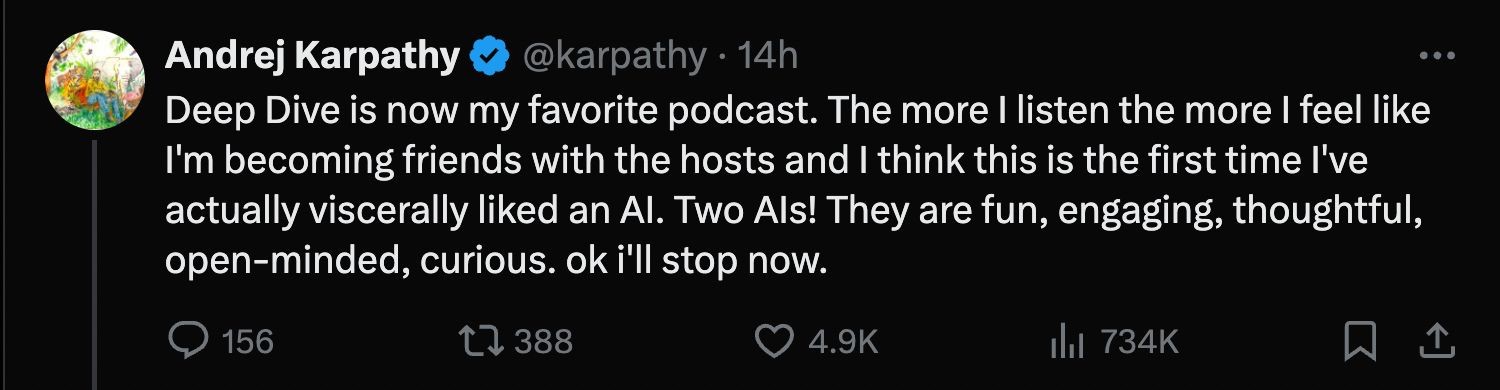 Andrej Karpathy @karpathy · 14h
Deep Dive is now my favorite podcast. The more I listen the more I feel like
I'm becoming friends with the hosts and I think this is the first time I've
actually viscerally liked an AI. Two AIs! They are fun, engaging, thoughtful,
open-minded, curious. ok i'll stop now.
156 388 4.9K 734K